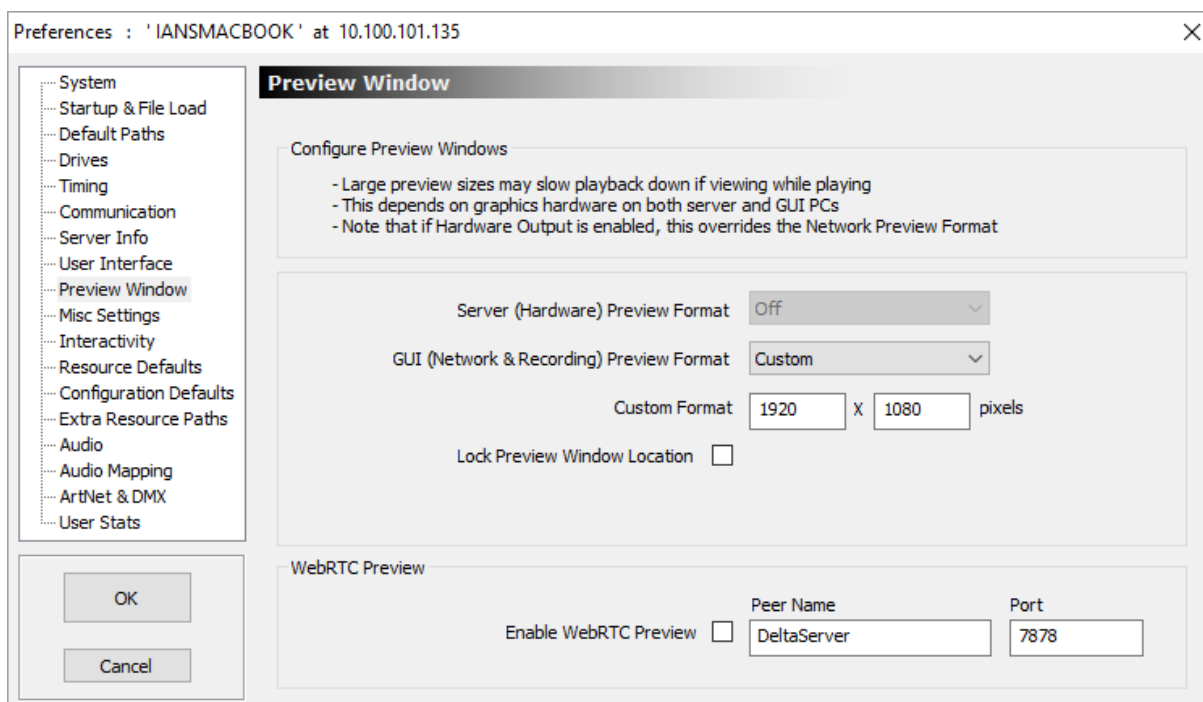 Preferences : ' IANSMACBOOK ' at 10.100.101.135
System
Startup & File Load
Default Paths
Drives
Timing
Communication
Server Info
User Interface
Preview Window
Misc Settings
Interactivity
Resource Defaults
Configuration Defaults
Extra Resource Paths
Audio
Audio Mapping
ArtNet & DMX
User Stats
OK
Cancel
Preview Window
Configure Preview Windows
- Large preview sizes may slow playback down if viewing while playing
- This depends on graphics hardware on both server and GUI PCs
- Note that if Hardware Output is enabled, this overrides the Network Preview Format
Server (Hardware) Preview Format Off
GUI (Network & Recording) Preview Format Custom
Custom Format 1920 X 1080 pixels
Lock Preview Window Location
WebRTC Preview
Peer Name Port
Enable WebRTC Preview DeltaServer 7878